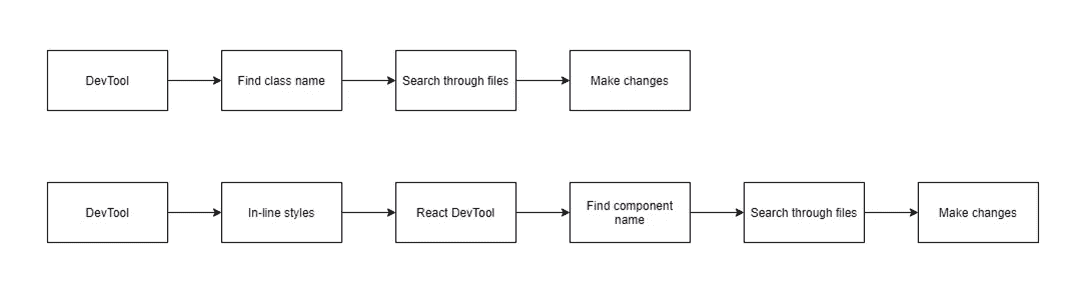 DevTool
Find class name
Search through files
Make changes
DevTool
In-line styles
React DevTool
Find component
name
Search through files
Make changes